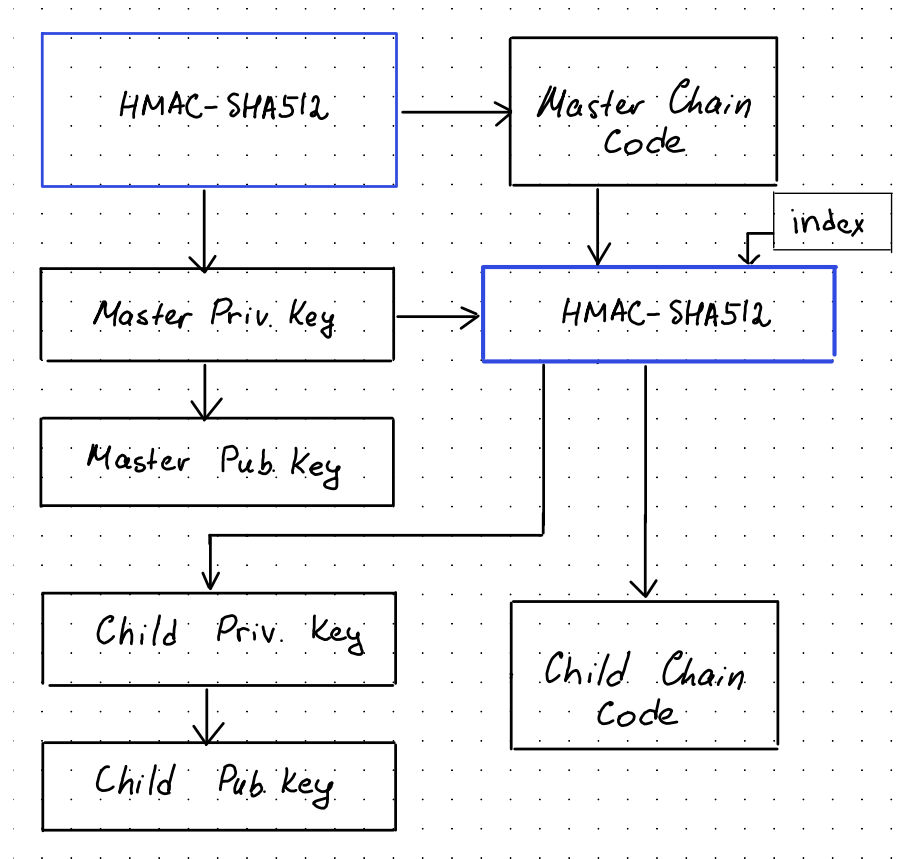 HMAC-SHA512
Master Chain
Code
index
Master Priv. Key
HMAC-SHA512
Master Pub. Key
Child Priv. Key
Child Chain
Code
Child Pub. Key